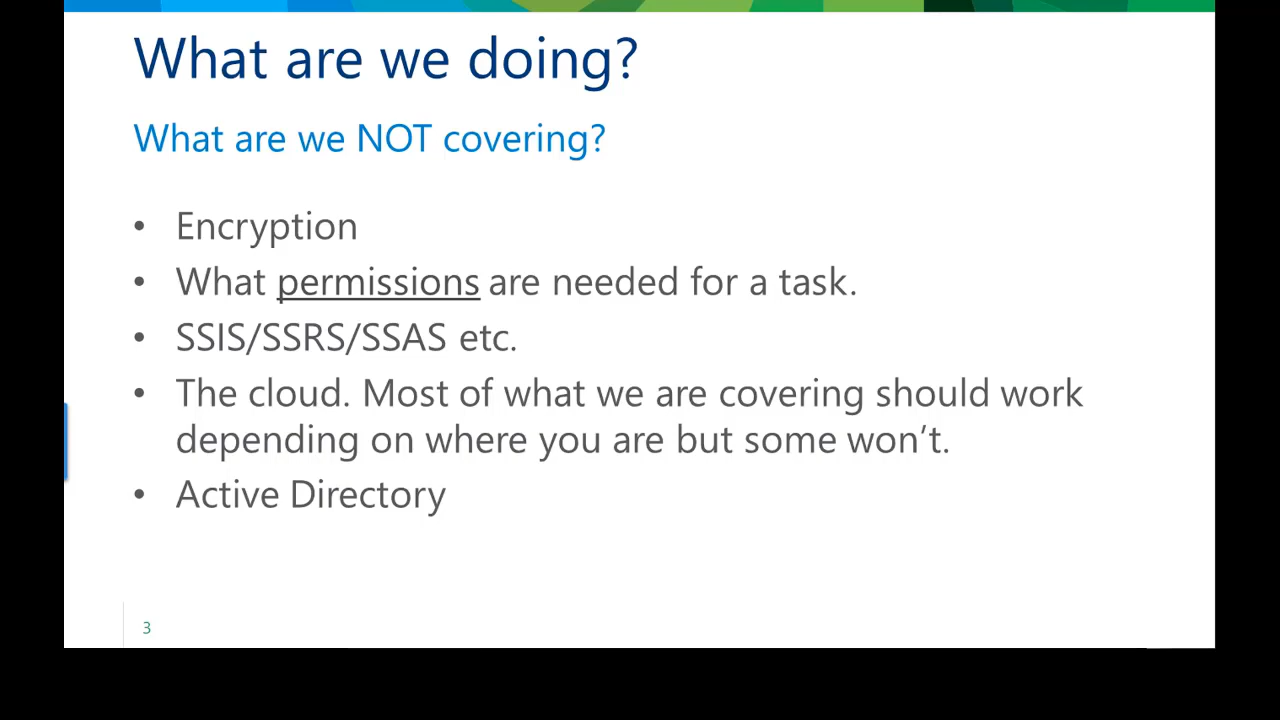 What are we doing?
What are we NOT covering?
• Encryption
• What permissions are needed for a task.
• SSIS/SSRS/SSAS etc.
• The cloud. Most of what we are covering should work
depending on where you are but some won’t.
• Active Directory
3